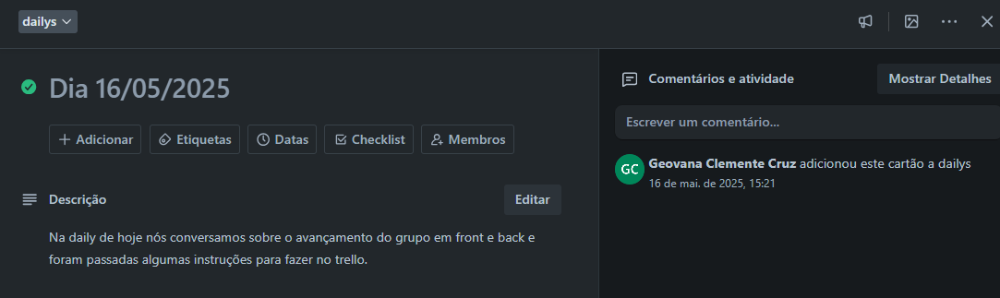 dailys
Dia 16/05/2025
Adicionar
Etiquetas
Datas
Checklist
Membros
Descrição
Editar
Na daily de hoje nós conversamos sobre o avançamento do grupo em front e back e
foram passadas algumas instruções para fazer no trello.
Comentários e atividade
Mostrar Detalhes
Escrever um comentário...
GC
Geovana Clemente Cruz adicionou este cartão a dailys
16 de mai. de 2025, 15:21